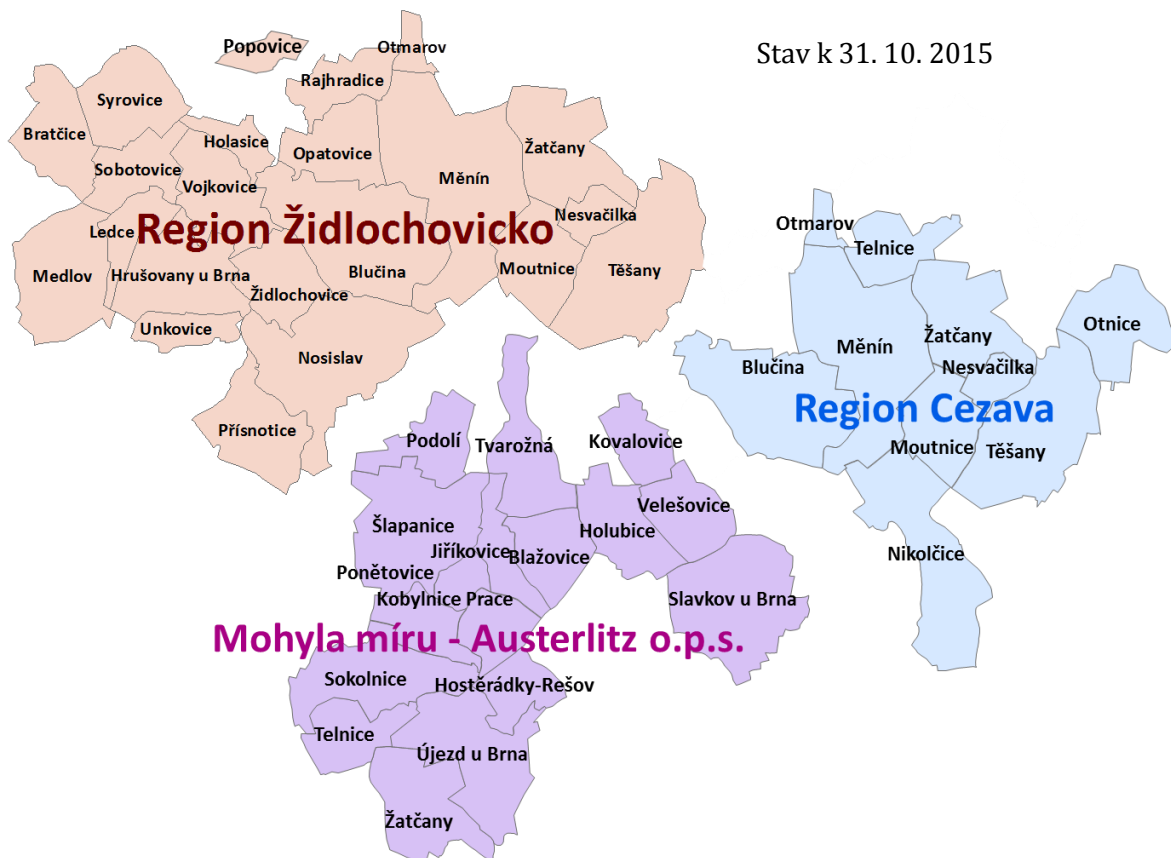 Stav k 31. 10. 2015
Popovice
Otmarov
Rajhradice
Syrovice
Bratčice
Holasice
Opatovice
Žatčany
Sobotovice
Vojkovice
Měnín
Nesvačilka
Ledce
Region Židlochovicko
Medlov
Hrušovany u Brna
Blučina
Moutnice
Těšany
Židlochovice
Unkovice
Nosislav
Přísnotice
Otmarov
Telnice
Otnice
Žatčany
Měnín
Blučina
Nesvačilka
Region Cezava
Moutnice
Těšany
Nikolčice
Podolí
Tvarožná
Kovalovice
Velešovice
Šlapanice
Holubice
Jiříkovice
Blažovice
Ponětovice
Kobylnice
Prace
Slavkov u Brna
Mohyla míru - Austerlitz o.p.s.
Sokolnice
Hostěrádky-Rešov
Telnice
Újezd u Brna
Žatčany